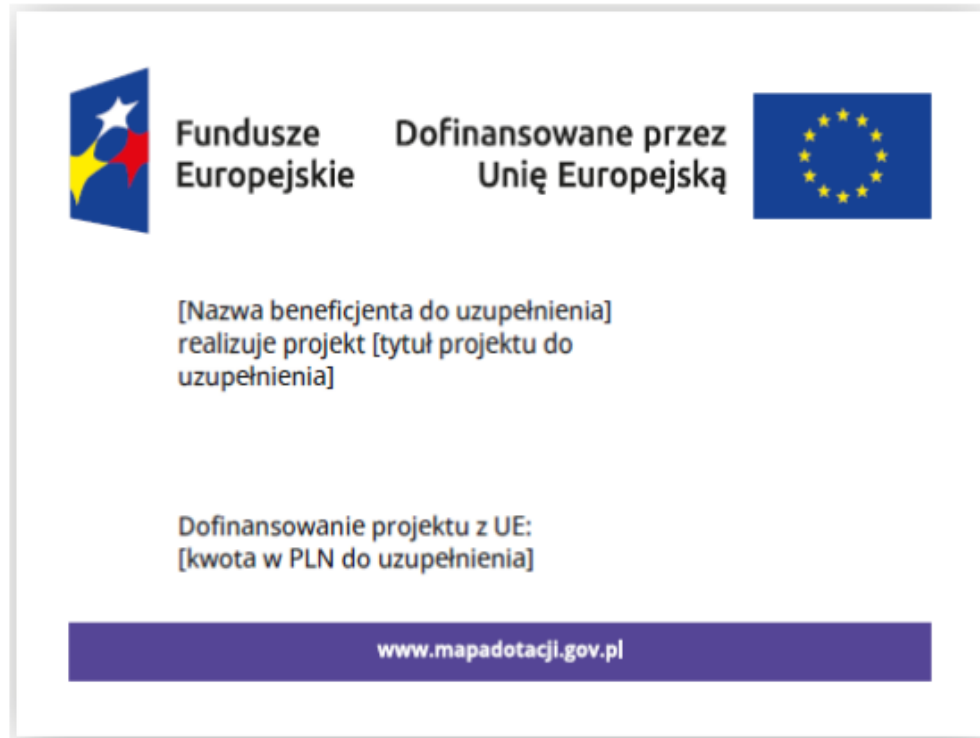 Fundusze
Europejskie
Dofinansowane przez
Unię Europejską
[Nazwa beneficjenta do uzupełnienia]
realizuje projekt [tytuł projektu do
uzupełnienia]
Dofinansowanie projektu z UE:
[kwota w PLN do uzupełnienia]
www.mapadotacji.gov.pl